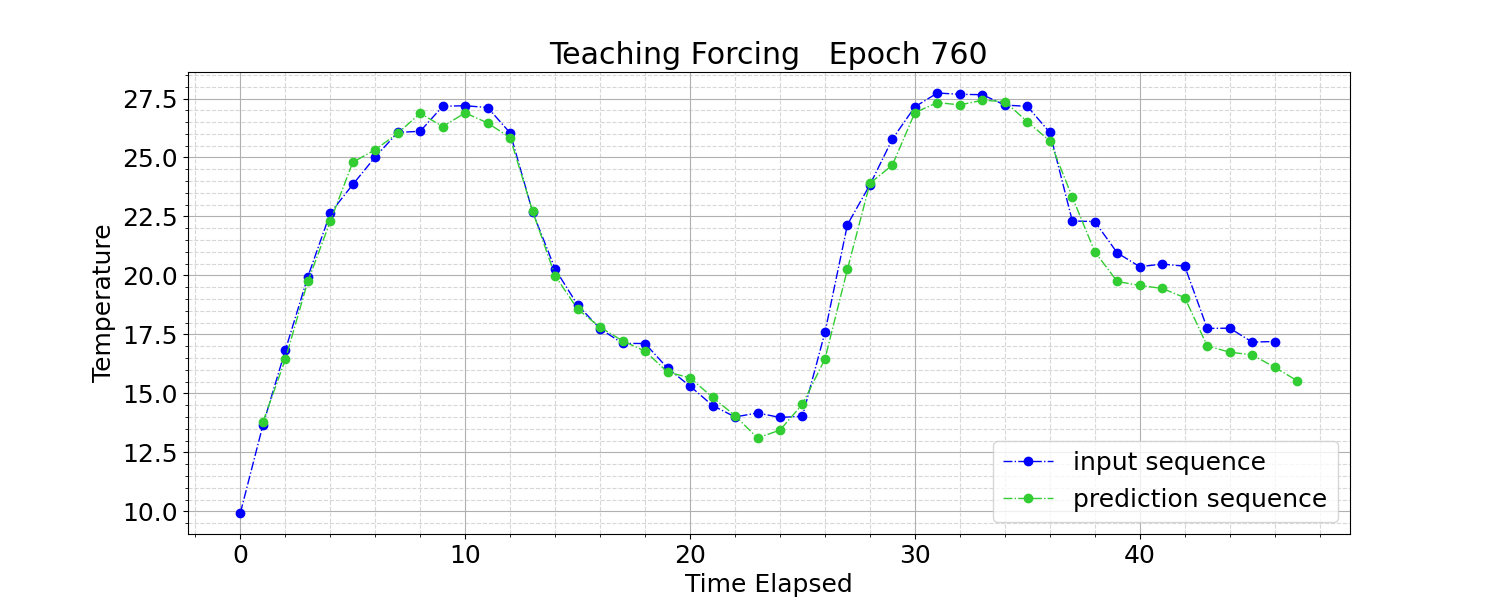 Teaching Forcing   Epoch 760
27.5
25.0
22.5
20.0
17.5
15.0
12.5
10.0
Temperature
input sequence
prediction sequence
0 10 20 30 40
Time Elapsed